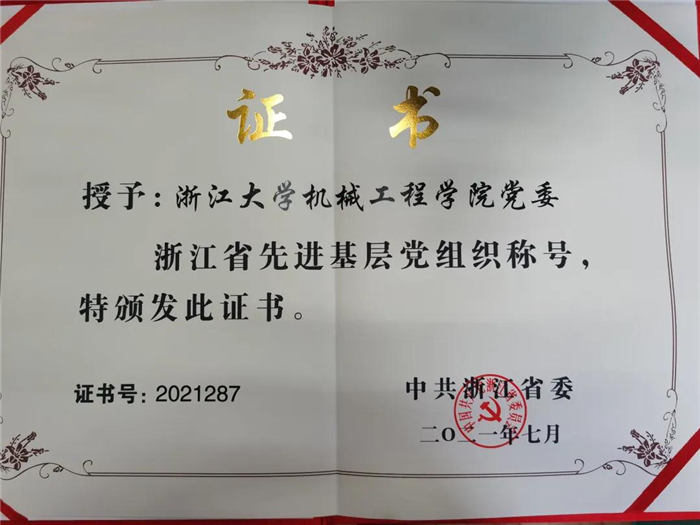 证书
授予：浙江大学机械工程学院党委
浙江省先进基层党组织称号，
特颁发此证书。
证书号：2021287
中共浙江省委
二〇二一年七月